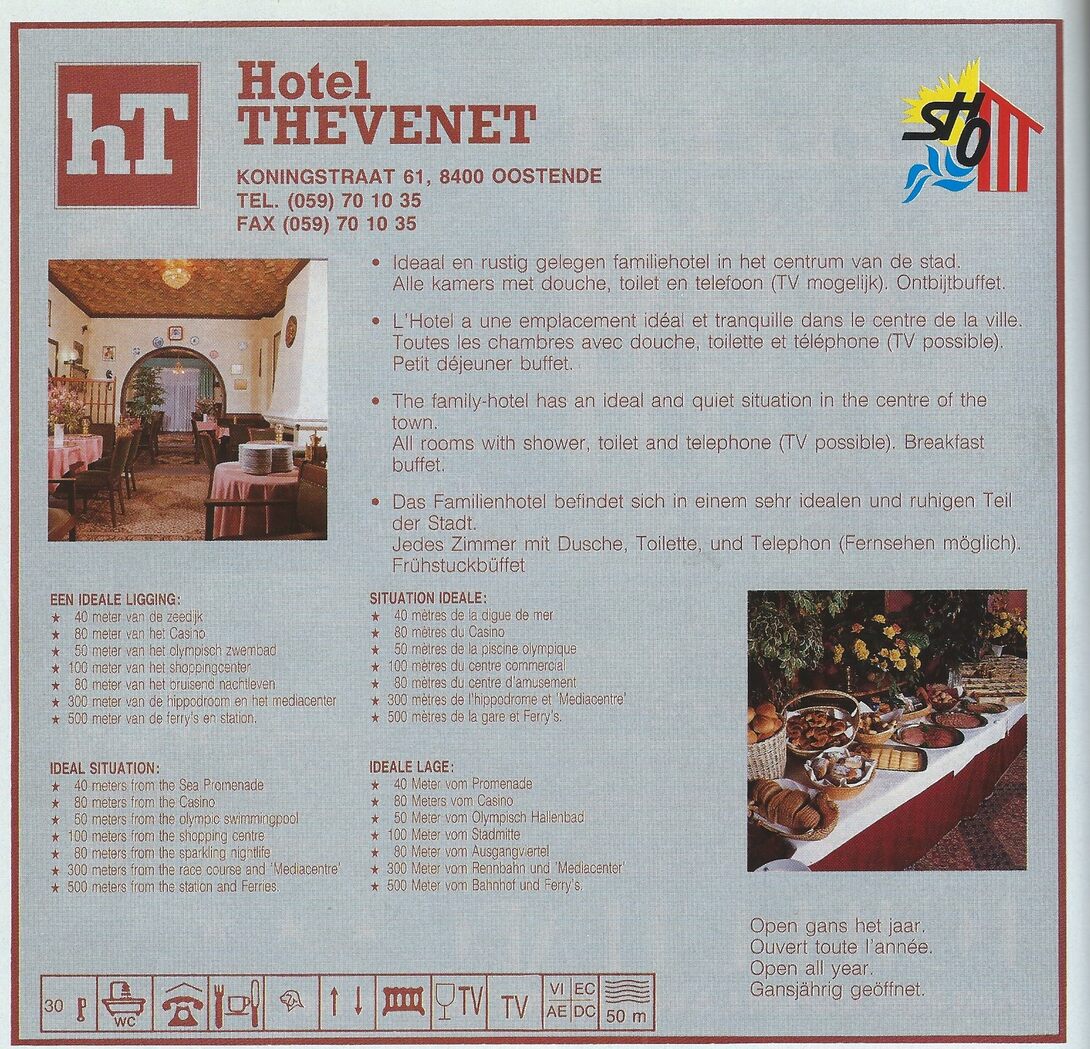 hT
Hotel
THEVENET
KONINGSTRAAT 61, 8400 OOSTENDE
TEL. (059) 70 10 35
FAX (059) 70 10 35
SHO
• Ideaal en rustig gelegen familiehotel in het centrum van de stad.
Alle kamers met douche, toilet en telefoon (TV mogelijk). Ontbijtbuffet.
• L'Hotel a une emplacement idéal et tranquille dans le centre de la ville.
Toutes les chambres avec douche, toilette et téléphone (TV possible).
Petit déjeuner buffet.
• The family-hotel has an ideal and quiet situation in the centre of the
town.
All rooms with shower, toilet and telephone (TV possible). Breakfast
buffet.
• Das Familienhotel befindet sich in einem sehr idealen und ruhigen Teil
der Stadt.
Jedes Zimmer mit Dusche, Toilette, und Telephon (Fernsehen möglich).
Frühstuckbüffet
EEN IDEALE LIGGING:
★ 40 meter van de zeedijk
★ 80 meter van het Casino
★ 50 meter van het olympisch zwembad
★ 100 meter van het shoppingcenter
★ 80 meter van het bruisend nachtleven
★ 300 meter van de hippodroom en het mediacenter
★ 500 meter van de ferry's en station.
SITUATION IDEALE:
★ 40 mètres de la digue de mer
★ 80 mètres du Casino
★ 50 mètres de la piscine olympique
★ 100 mètres du centre commercial
★ 80 mètres du centre d'amusement
★ 300 mètres de l'hippodrome et 'Mediacentre'
★ 500 mètres de la gare et Ferry's.
IDEAL SITUATION:
★ 40 meters from the Sea Promenade
★ 80 meters from the Casino
★ 50 meters from the olympic swimmingpool
★ 100 meters from the shopping centre
★ 80 meters from the sparkling nightlife
★ 300 meters from the race course and 'Mediacentre'
★ 500 meters from the station and Ferries.
IDEALE LAGE:
★ 40 Meter vom Promenade
★ 80 Meters vom Casino
★ 50 Meter vom Olympisch Hallenbad
★ 100 Meter vom Stadmitte
★ 80 Meter vom Ausgangviertel
★ 300 Meter vom Rennbahn und 'Mediacenter'
★ 500 Meter vom Bahnhof und Ferry's.
Open gans het jaar.
Ouvert toute l'année.
Open all year.
Gansjährig geöffnet.
30 WC TV TV VI EC AE DC 50 m